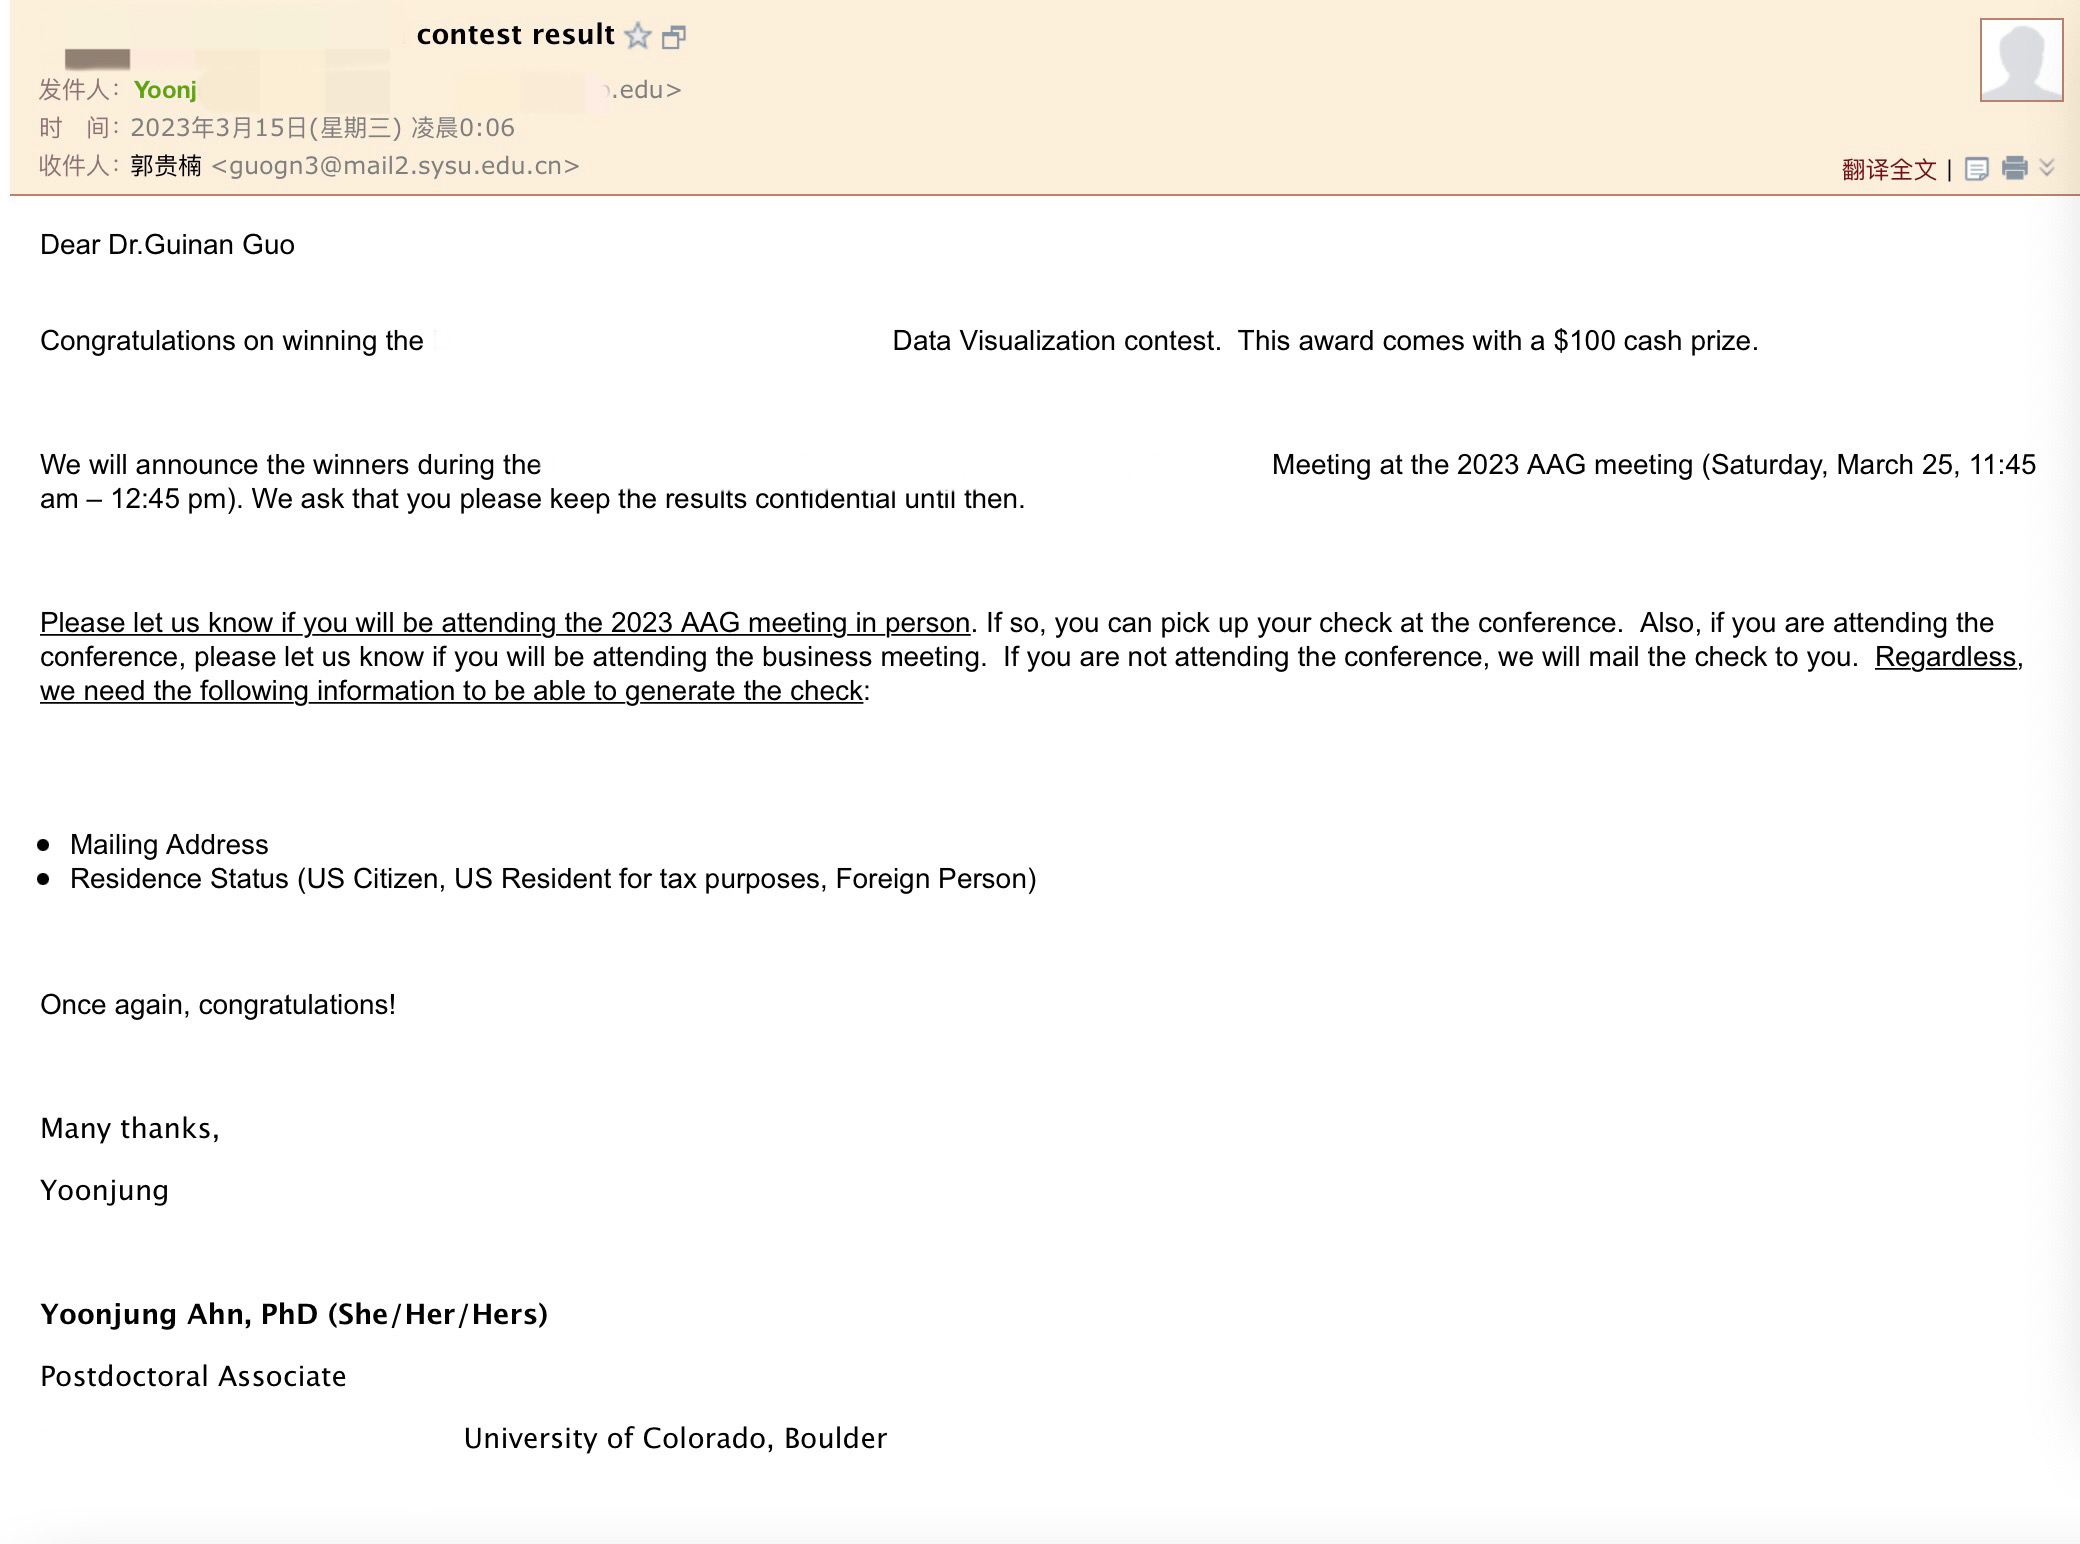 contest result
发件人： Yoonj .edu>
时 间： 2023年3月15日(星期三) 凌晨0:06
收件人： 郭贵楠 <guogn3@mail2.sysu.edu.cn>
翻译全文 |
Dear Dr.Guinan Guo
Congratulations on winning the Data Visualization contest. This award comes with a $100 cash prize.
We will announce the winners during the Meeting at the 2023 AAG meeting (Saturday, March 25, 11:45
am – 12:45 pm). We ask that you please keep the results confidential until then.
Please let us know if you will be attending the 2023 AAG meeting in person. If so, you can pick up your check at the conference. Also, if you are attending the
conference, please let us know if you will be attending the business meeting. If you are not attending the conference, we will mail the check to you. Regardless,
we need the following information to be able to generate the check:
• Mailing Address
• Residence Status (US Citizen, US Resident for tax purposes, Foreign Person)
Once again, congratulations!
Many thanks,
Yoonjung
Yoonjung Ahn, PhD (She/Her/Hers)
Postdoctoral Associate
University of Colorado, Boulder